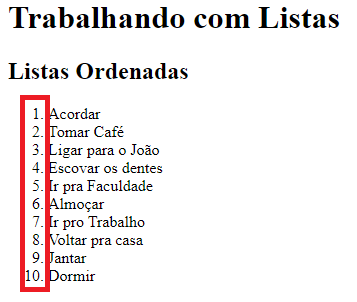 Trabalhando com Listas
Listas Ordenadas
1. Acordar
2. Tomar Café
3. Ligar para o João
4. Escovar os dentes
5. Ir pra Faculdade
6. Almoçar
7. Ir pro Trabalho
8. Voltar pra casa
9. Jantar
10. Dormir